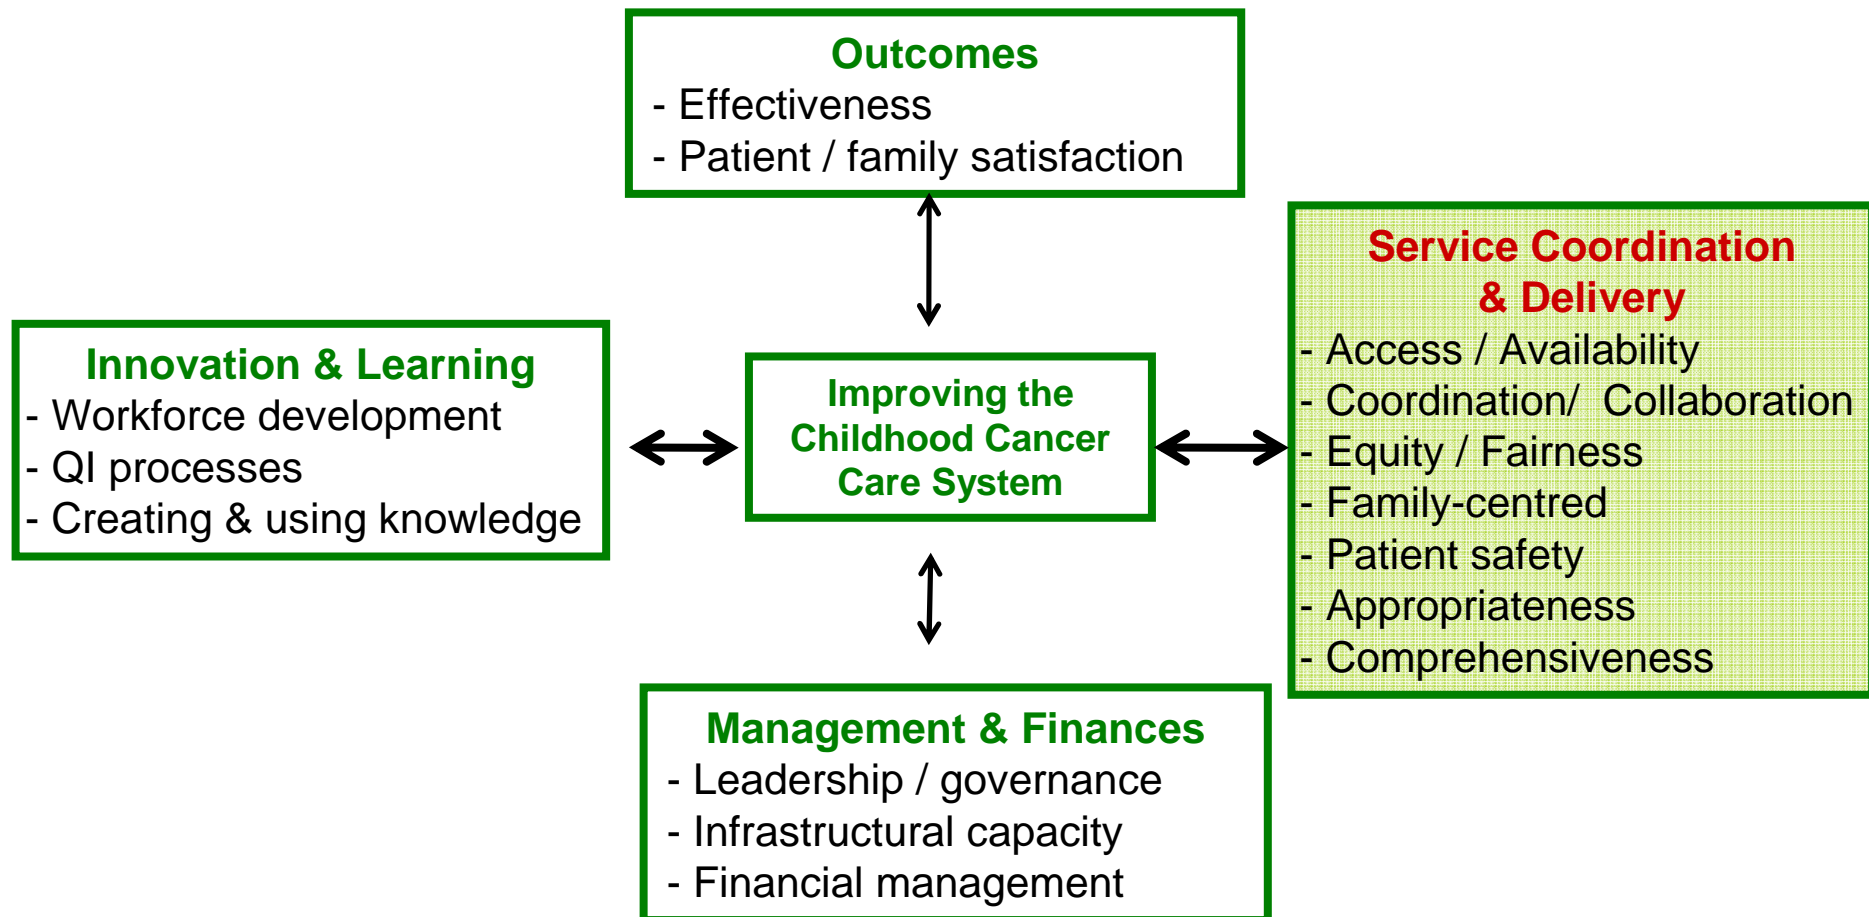 Outcomes
- Effectiveness
- Patient / family satisfaction
Innovation & Learning
- Workforce development
- QI processes
- Creating & using knowledge
Improving the
Childhood Cancer
Care System
Service Coordination
& Delivery
- Access / Availability
- Coordination/ Collaboration
- Equity / Fairness
- Family-centred
- Patient safety
- Appropriateness
- Comprehensiveness
Management & Finances
- Leadership / governance
- Infrastructural capacity
- Financial management